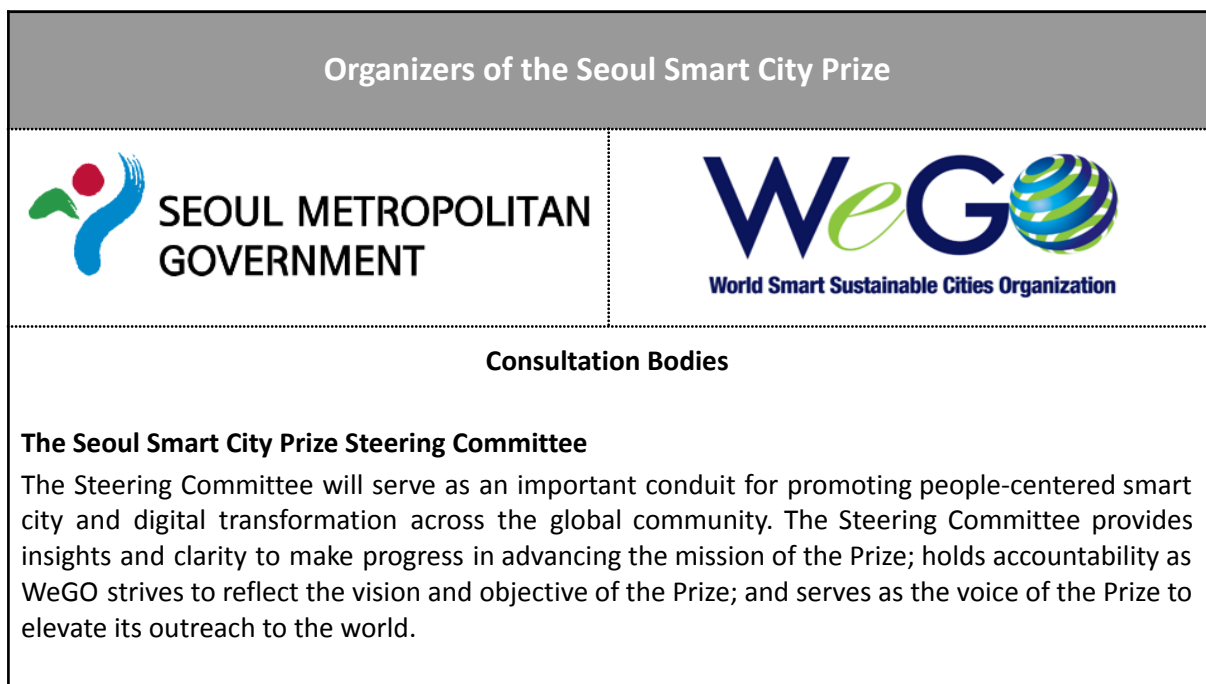 Organizers of the Seoul Smart City Prize
SEOUL METROPOLITAN
GOVERNMENT
WeGO
World Smart Sustainable Cities Organization
Consultation Bodies
The Seoul Smart City Prize Steering Committee
The Steering Committee will serve as an important conduit for promoting people-centered smart
city and digital transformation across the global community. The Steering Committee provides
insights and clarity to make progress in advancing the mission of the Prize; holds accountability as
WeGO strives to reflect the vision and objective of the Prize; and serves as the voice of the Prize to
elevate its outreach to the world.